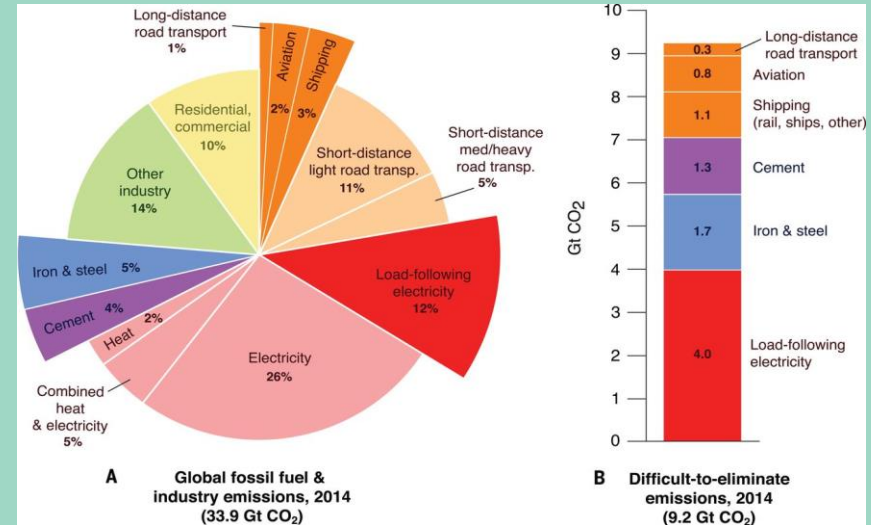 Long-distance
road transport
1%
Aviation
2%
Shipping
3%
Residential,
commercial
10%
Short-distance
light road transp.
11%
Short-distance
med/heavy
road transp.
5%
Other
industry
14%
Iron & steel 5%
Cement 4%
Heat 2%
Load-following
electricity
12%
Electricity
26%
Combined
heat
& electricity
5%
A Global fossil fuel &
industry emissions, 2014
(33.9 Gt CO₂)
10
9
8
7
6
5
4
3
2
1
0
Gt CO₂
0.3
Long-distance
road transport
0.8
Aviation
1.1
Shipping
(rail, ships, other)
1.3
Cement
1.7
Iron & steel
4.0
Load-following
electricity
B Difficult-to-eliminate
emissions, 2014
(9.2 Gt CO₂)